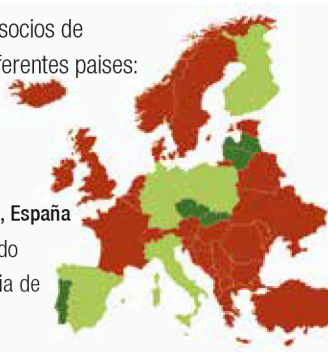 socios de
ferentes paises:
, España
do
ia de